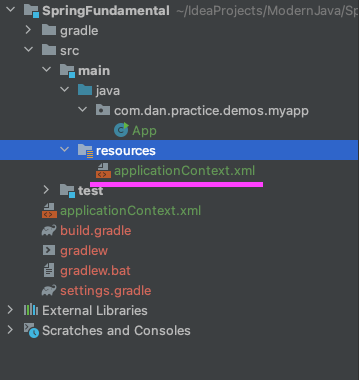 SpringFundamental ~/IdeaProjects/ModernJava/Sp
gradle
src
main
java
com.dan.practice.demos.myapp
App
resources
applicationContext.xml
test
applicationContext.xml
build.gradle
gradlew
gradlew.bat
settings.gradle
External Libraries
Scratches and Consoles